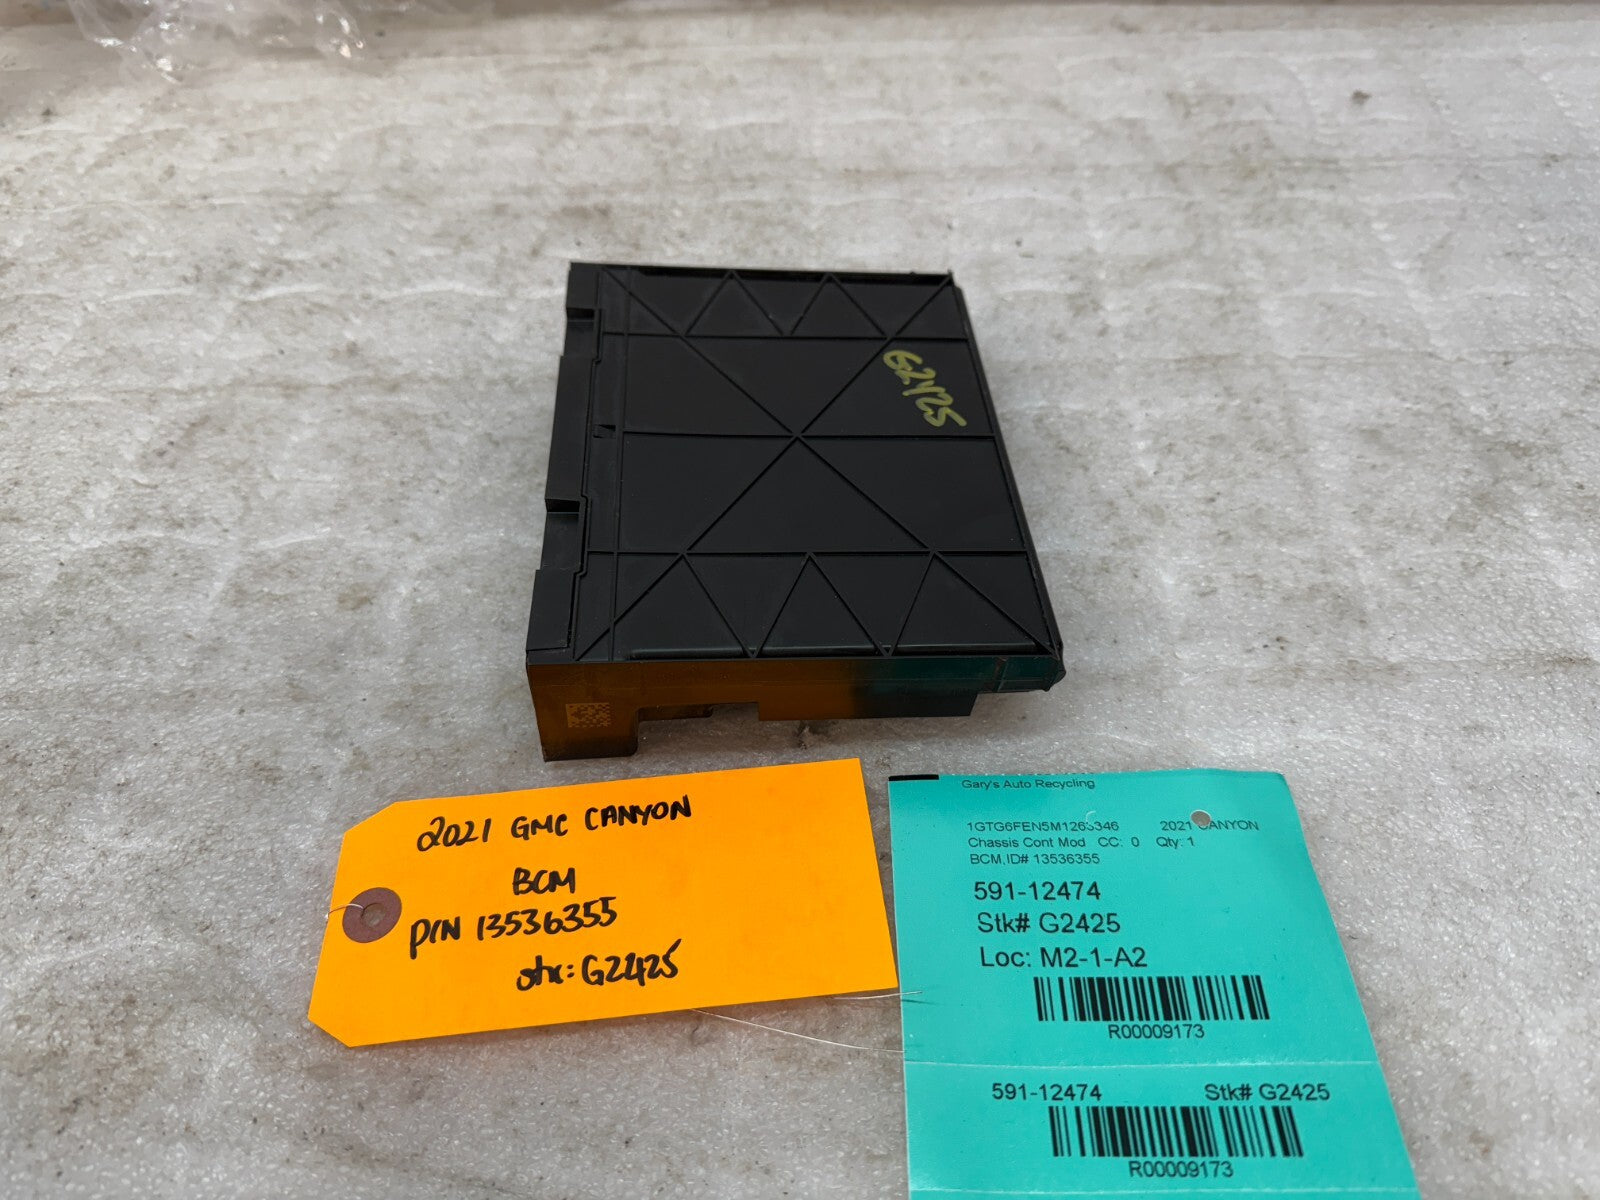 G2425
2021 GMC CANYON
BCM
P/N 13536355
stk: G2425
Gary's Auto Recycling
2021 CANYON
Chassis Cont Mod CC: 0 Qty: 1
BCM,ID# 13536355
591-12474
Stk# G2425
Loc: M2-1-A2
R00009173
591-12474 Stk# G2425
R00009173